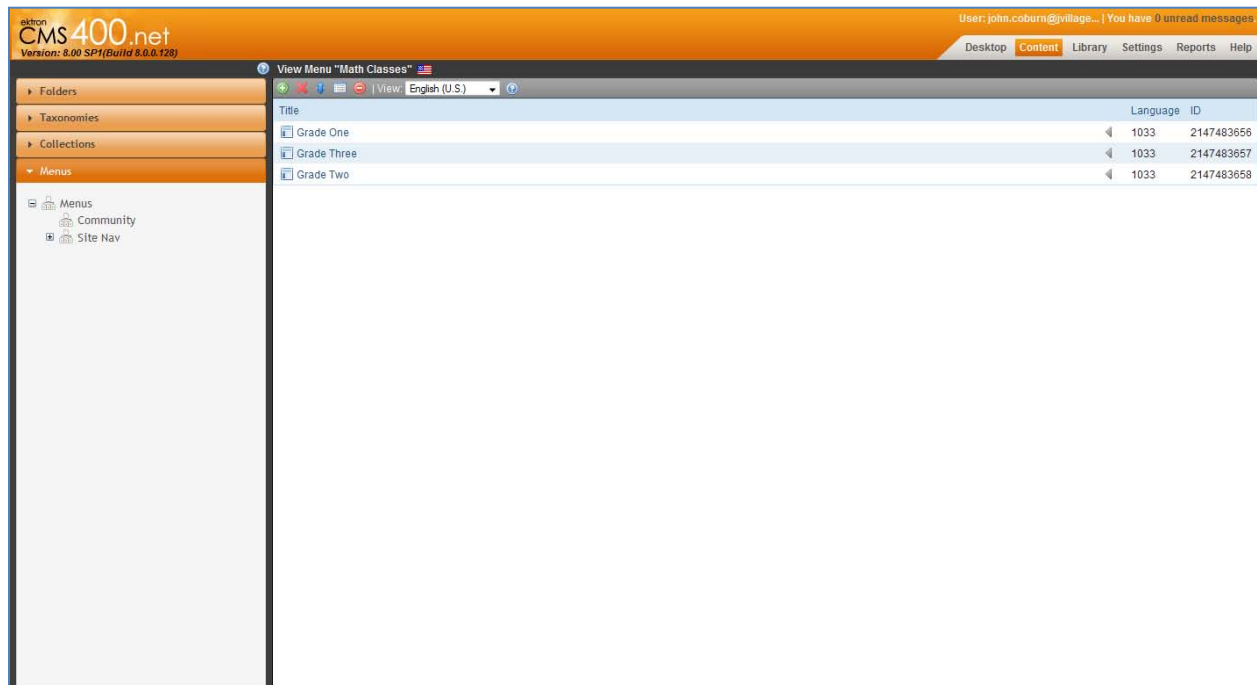 ektron
CMS400.net
Version: 8.00 SP1(Build 8.0.0.128)
User: john.coburn@jvillage... | You have 0 unread messages
Desktop Content Library Settings Reports Help
View Menu "Math Classes"
| View: English (U.S.)
Folders
Taxonomies
Collections
Menus
Menus
Community
Site Nav
Title Language ID
Grade One 1033 2147483656
Grade Three 1033 2147483657
Grade Two 1033 2147483658